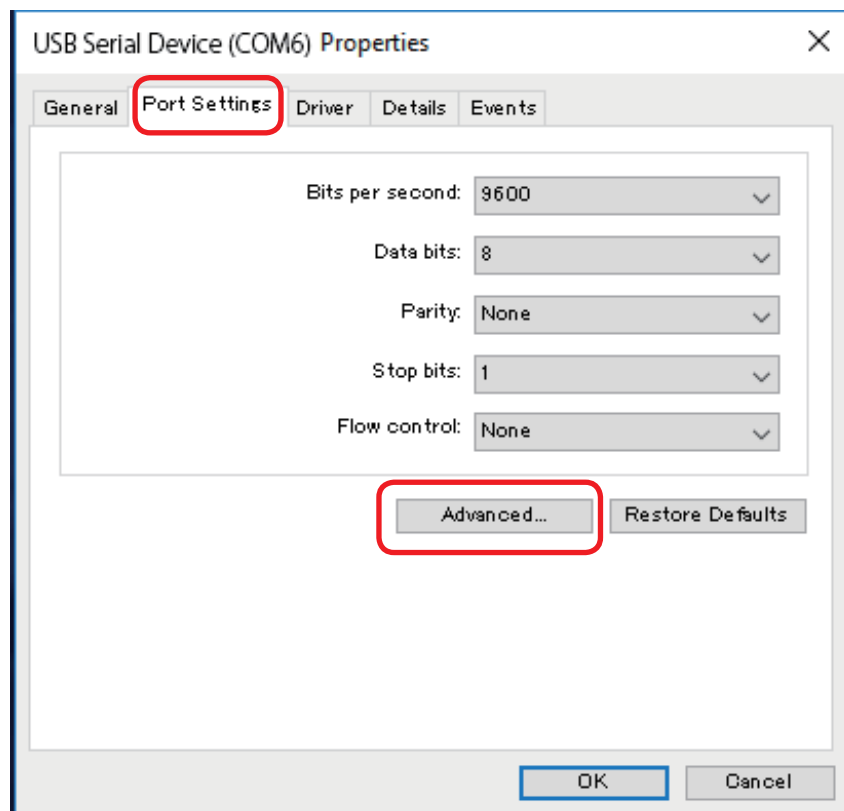 USB Serial Device (COM6) Properties
General Port Settings Driver Details Events
Bits per second: 9600
Data bits: 8
Parity: None
Stop bits: 1
Flow control: None
Advanced... Restore Defaults
OK Cancel